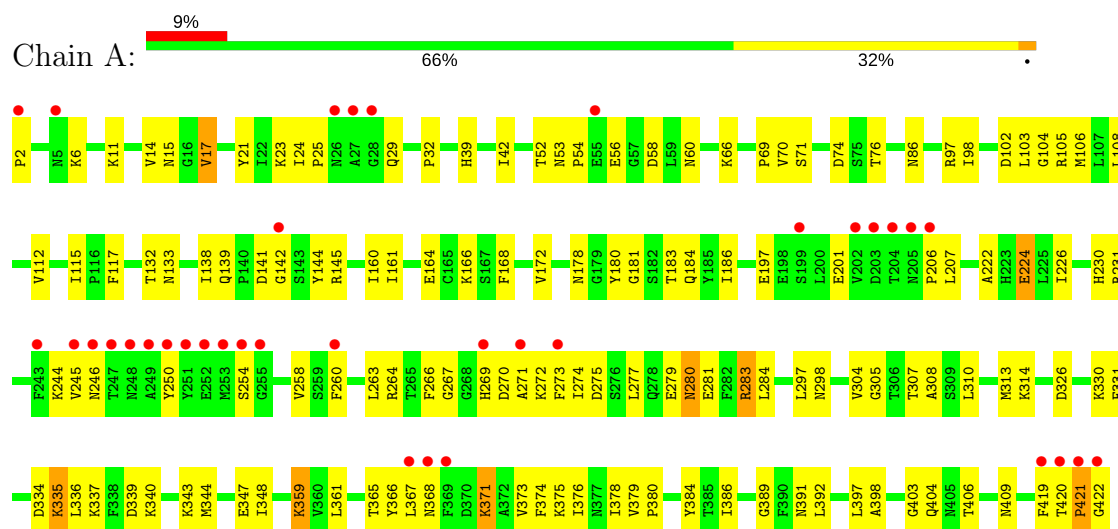 9%
Chain A:
66% 32% •
P2 N5 K6 K11 V14 N15 G16 V17 Y21 I22 K23 I24 P25 N26 A27 G28 Q29 P32 H39 I42 T52 N53 P54 E55 E56 G57 D58 L59 N60 K66 P69 V70 S71 D74 S75 T76 N86 R97 I98 D102 L103 G104 R105 M106 L107 L108
V112 I115 P116 F117 T132 N133 I138 Q139 P140 D141 G142 S143 Y144 R145 I160 I161 E164 C165 K166 S167 F168 V172 N178 G179 Y180 G181 S182 T183 Q184 Y185 I186 E197 E198 S199 L200 E201 V202 D203 T204 N205 P206 L207 A222 H223 E224 L225 I226 H230
F243 K244 V245 N246 T247 N248 A249 Y250 Y251 E252 M253 S254 G255 V258 S259 F260 L263 R264 T265 F266 G267 G268 H269 D270 A271 K272 F273 I274 D275 S276 L277 Q278 E279 N280 E281 F282 R283 L284 L297 N298 V304 G305 T306 T307 A308 S309 L310 M313 K314 D326 K330
D334 K335 L336 K337 F338 D339 K340 K343 M344 E347 I348 K359 V360 L361 T365 Y366 L367 N368 F369 D370 K371 A372 V373 F374 K375 I376 N377 I378 V379 P380 Y384 T385 I386 G389 F390 N391 L392 L397 A398 G403 Q404 N405 T406 N409 F419 T420 P421 G422